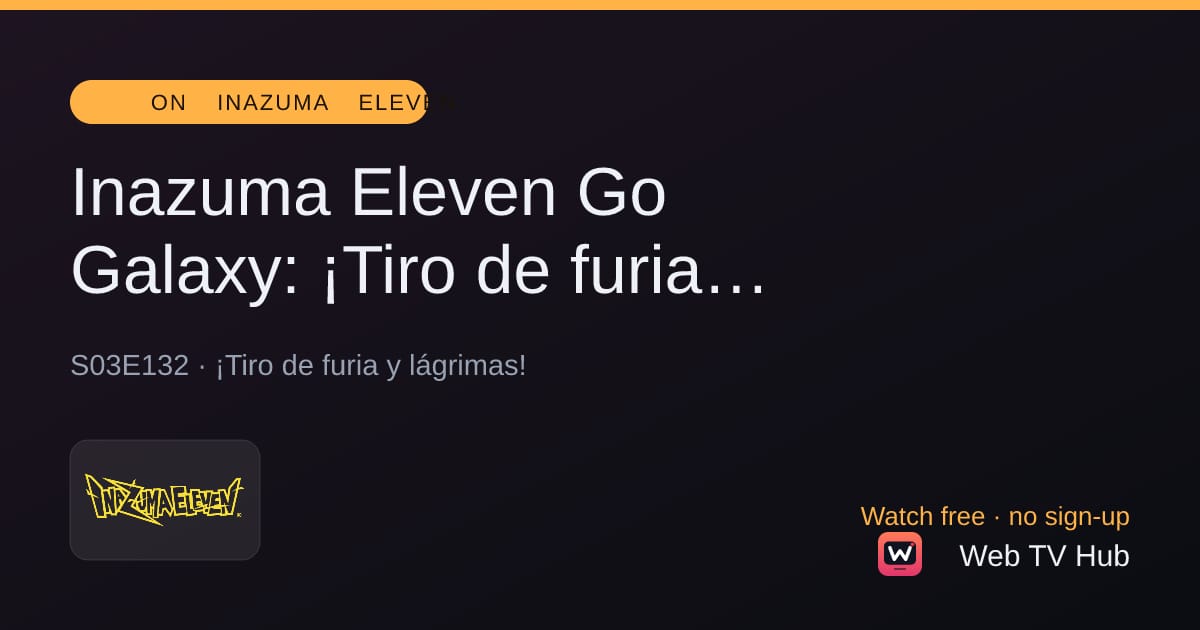 ON INAZUMA ELEVEN
Inazuma Eleven Go
Galaxy: ¡Tiro de furia…
S03E132 · ¡Tiro de furia y lágrimas!
INAZUMA ELEVEN
Watch free · no sign-up
W Web TV Hub